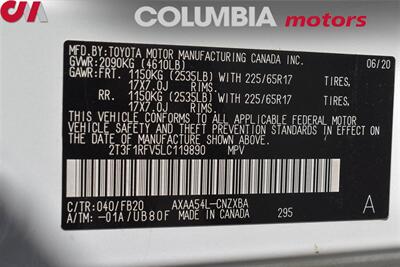 COLUMBIA motors
MFD. BY: TOYOTA MOTOR MANUFACTURING CANADA INC.
GVWR: 2090KG (4610LB) 06/20
GAWR: FRT. 1150KG (2535LB) WITH 225/65R17 TIRES,
17X7.0J RIMS.
RR. 1150KG (2535LB) WITH 225/65R17 TIRES,
17X7.0J RIMS.
THIS VEHICLE CONFORMS TO ALL APPLICABLE FEDERAL MOTOR
VEHICLE SAFETY AND BUMPER STANDARDS IN EFFECT ON
THE DATE OF MANUFACTURE SHOWN ABOVE.
2T3F1RFV5LC119890 MPV
C/TR: 040/FB20 AXAA54L-CNZXBA
A/TM: -01A/UB80F MADE IN CANADA 295 A